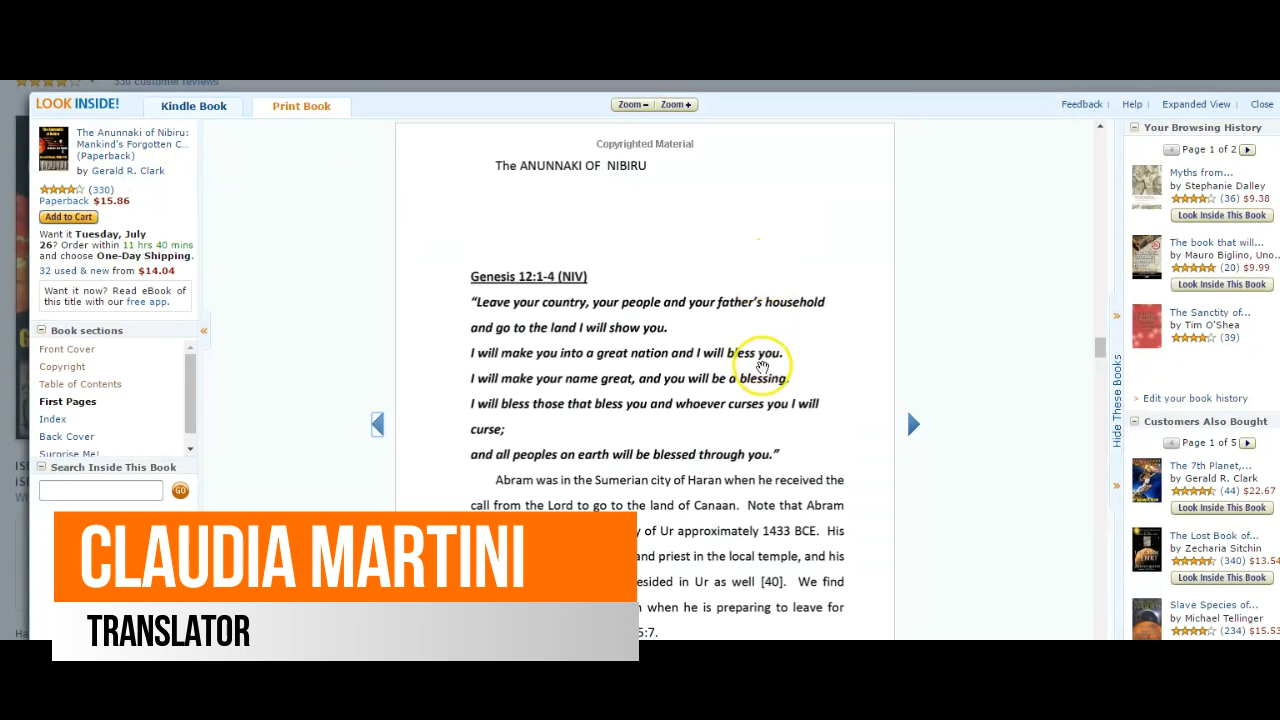 330 customer reviews
LOOK INSIDE!
Kindle Book
Print Book
Zoom −
Zoom +
Feedback
Help
Expanded View
Close
The Anunnaki of Nibiru:
Mankind's Forgotten C...
(Paperback)
by Gerald R. Clark
(330)
Paperback $15.86
Add to Cart
Want it Tuesday, July
26? Order within 11 hrs 40 mins
and choose One-Day Shipping.
32 used & new from $14.04
Want it now? Read eBook of
this title with our free app.
Book sections
Front Cover
Copyright
Table of Contents
First Pages
Index
Back Cover
Surprise Me!
Search Inside This Book
GO
Copyrighted Material
The ANUNNAKI OF NIBIRU
Genesis 12:1-4 (NIV)
"Leave your country, your people and your father's household
and go to the land I will show you.
I will make you into a great nation and I will bless you.
I will make your name great, and you will be a blessing.
I will bless those that bless you and whoever curses you I will
curse;
and all peoples on earth will be blessed through you."
Abram was in the Sumerian city of Haran when he received the
call from the Lord to go to the land of Canaan. Note that Abram
y of Ur approximately 1433 BCE. His
and priest in the local temple, and his
esided in Ur as well [40]. We find
when he is preparing to leave for
5:7.
Hide These Books
Your Browsing History
Page 1 of 2
Myths from...
by Stephanie Dalley
(36) $9.38
Look Inside This Book
The book that will...
by Mauro Biglino, Uno...
(20) $9.99
Look Inside This Book
The Sanctity of...
by Tim O'Shea
(39)
> Edit your book history
Customers Also Bought
Page 1 of 5
The 7th Planet,...
by Gerald R. Clark
(44) $22.67
Look Inside This Book
The Lost Book of...
by Zecharia Sitchin
(340) $13.54
Look Inside This Book
Slave Species of...
by Michael Tellinger
(234) $15.53
CLAUDIA MARTINI
TRANSLATOR